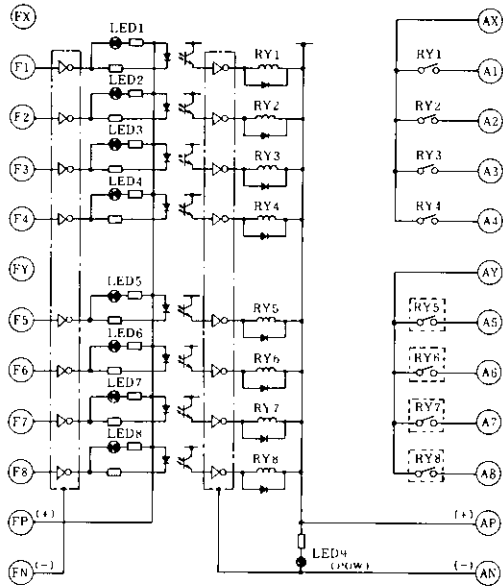 FX LED1 AX
F1 RY1 RY1 A1
LED2
F2 RY2 RY2 A2
LED3
F3 RY3 RY3 A3
LED4
F4 RY4 RY4 A4
FY LED5 AY
F5 RY5 RY5 A5
LED6
F6 RY6 RY6 A6
LED7
F7 RY7 RY7 A7
LED8
F8 RY8 RY8 A8
FP (+) (+) AP
LED9
FN (-) (POW) (-) AN